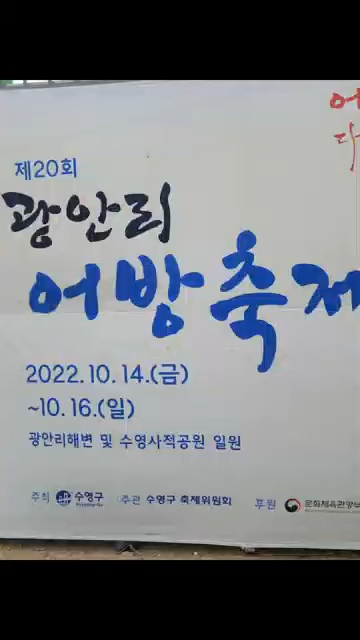 제20회
광안리
어방축제
2022.10.14.(금)
~10.16.(일)
광안리해변 및 수영사적공원 일원
주최 수영구 주관 수영구 축제위원회 후원